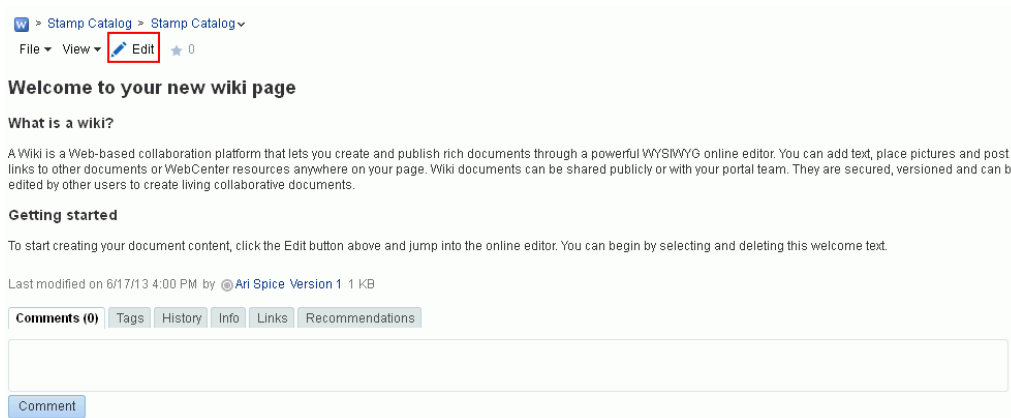 W > Stamp Catalog > Stamp Catalog
File View Edit 0
Welcome to your new wiki page
What is a wiki?
A Wiki is a Web-based collaboration platform that lets you create and publish rich documents through a powerful WYSIWYG online editor. You can add text, place pictures and post
links to other documents or WebCenter resources anywhere on your page. Wiki documents can be shared publicly or with your portal team. They are secured, versioned and can b
edited by other users to create living collaborative documents.
Getting started
To start creating your document content, click the Edit button above and jump into the online editor. You can begin by selecting and deleting this welcome text.
Last modified on 6/17/13 4:00 PM by Ari Spice Version 1 1 KB
Comments (0) Tags History Info Links Recommendations
Comment